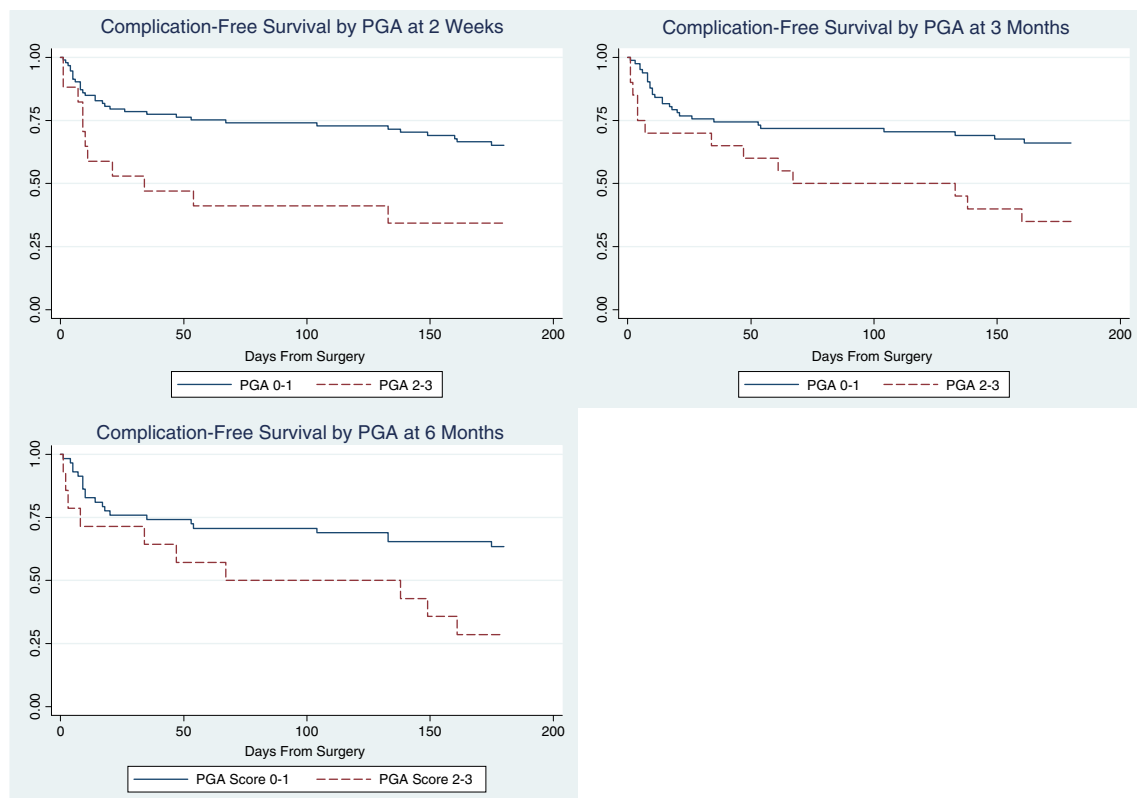 Complication-Free Survival by PGA at 2 Weeks
1.00
0.75
0.50
0.25
0.00
0 50 100 150 200
Days From Surgery
PGA 0-1 PGA 2-3
Complication-Free Survival by PGA at 3 Months
1.00
0.75
0.50
0.25
0.00
0 50 100 150 200
Days From Surgery
PGA 0-1 PGA 2-3
Complication-Free Survival by PGA at 6 Months
1.00
0.75
0.50
0.25
0.00
0 50 100 150 200
Days From Surgery
PGA Score 0-1 PGA Score 2-3